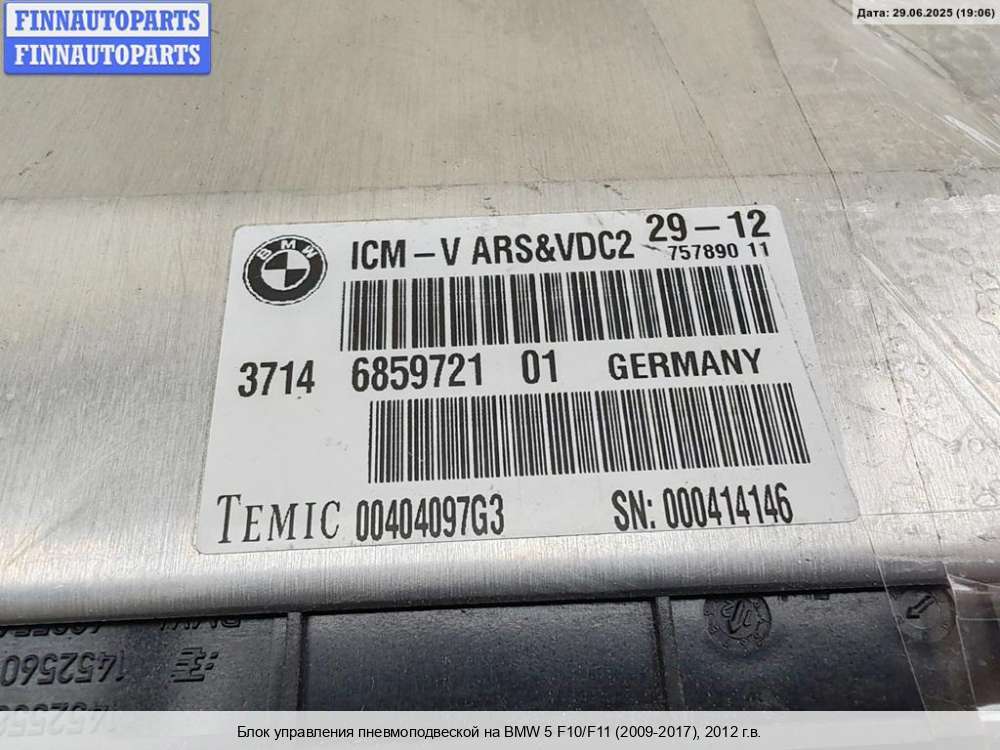 FINNAUTOPARTS
FINNAUTOPARTS
Дата: 29.06.2025 (19:06)
BMW
ICM-V ARS&VDC2 29-12
757890 11
3714 6859721 01 GERMANY
TEMIC 00404097G3 SN: 000414146
1452560
Блок управления пневмоподвеской на BMW 5 F10/F11 (2009-2017), 2012 г.в.